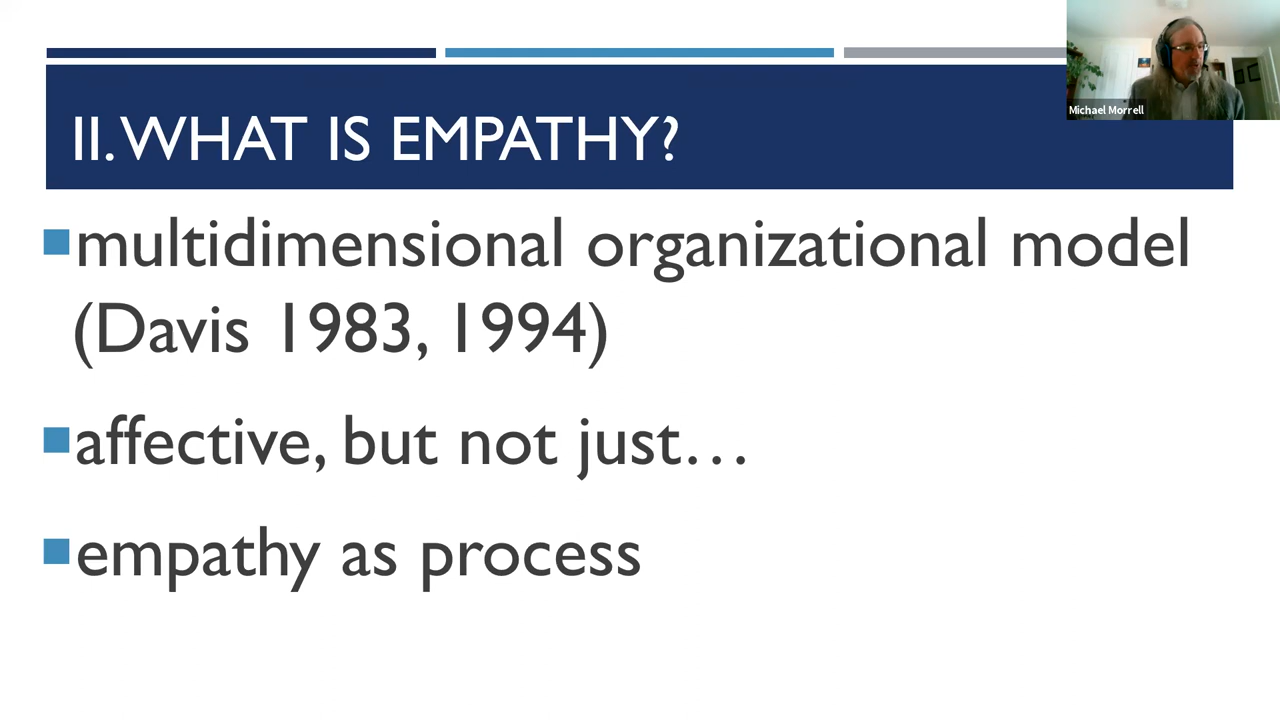 II. WHAT IS EMPATHY?
Michael Morrell
multidimensional organizational model
(Davis 1983, 1994)
affective, but not just…
empathy as process